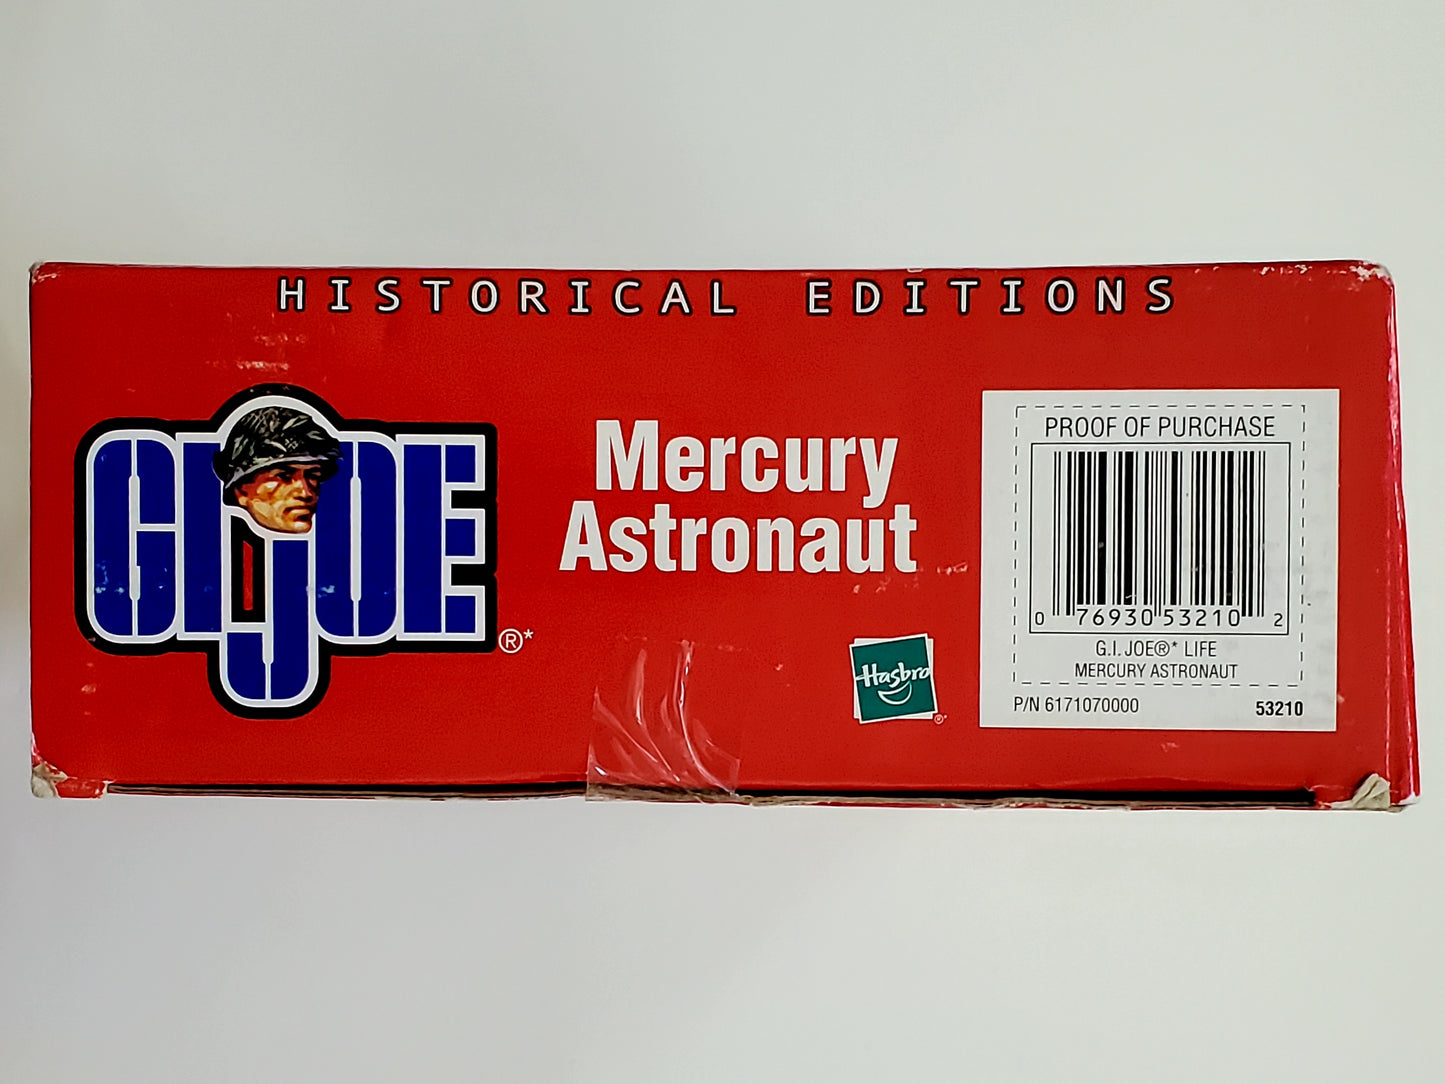 HISTORICAL EDITIONS
GI JOE ®*
Mercury
Astronaut
Hasbro ®
PROOF OF PURCHASE
0 76930 53210 2
G.I. JOE®* LIFE
MERCURY ASTRONAUT
P/N 6171070000 53210